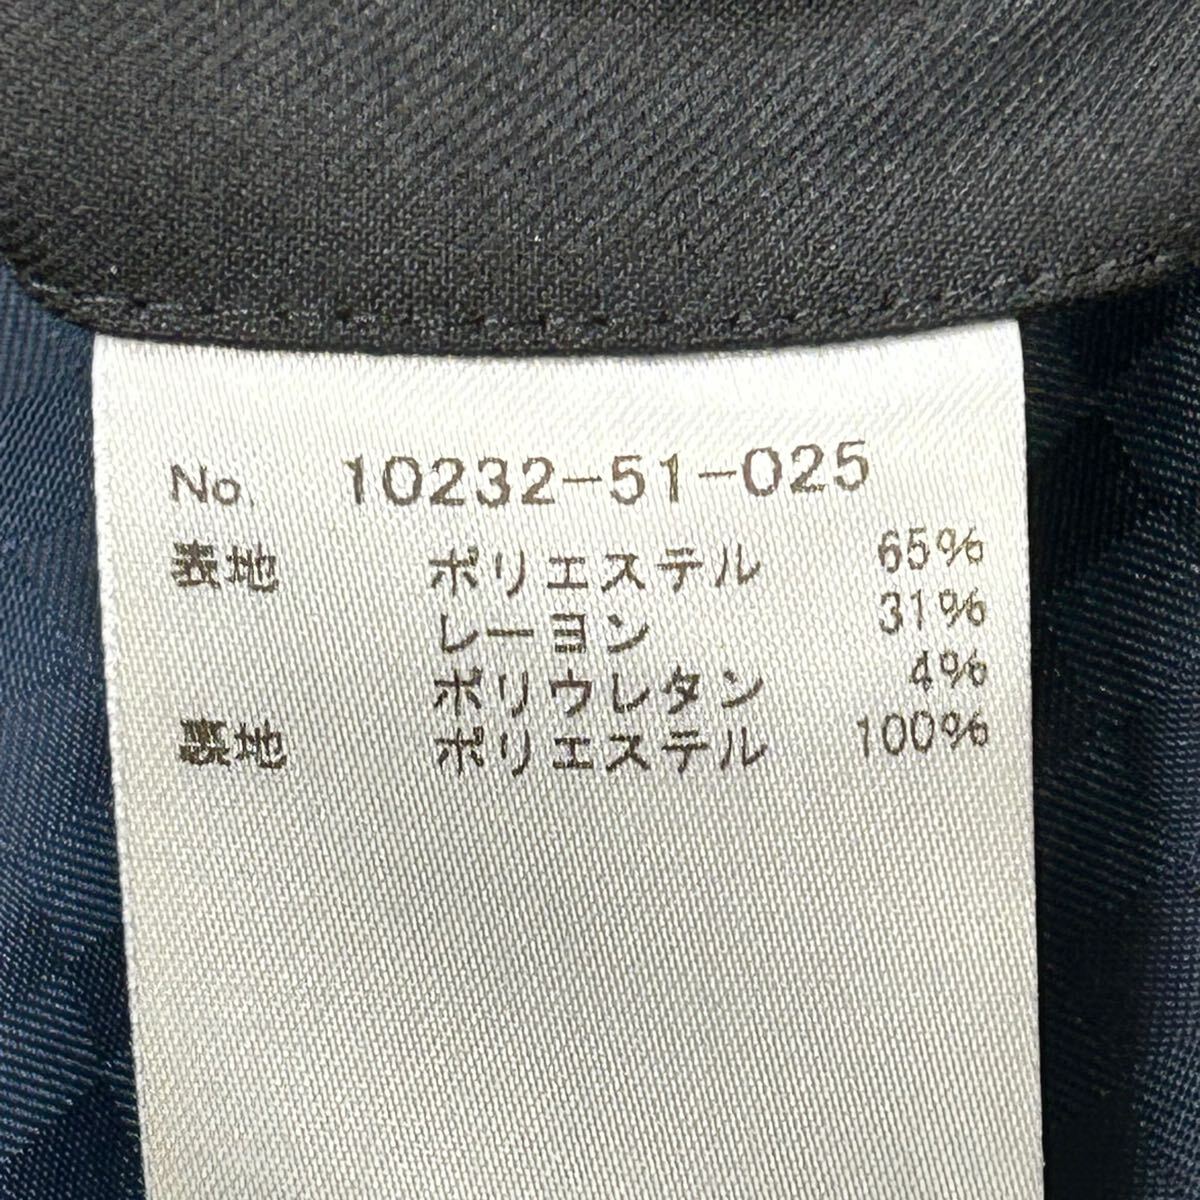 No. 10232-51-025
表地 ポリエステル 65%
レーヨン 31%
ポリウレタン 4%
裏地 ポリエステル 100%